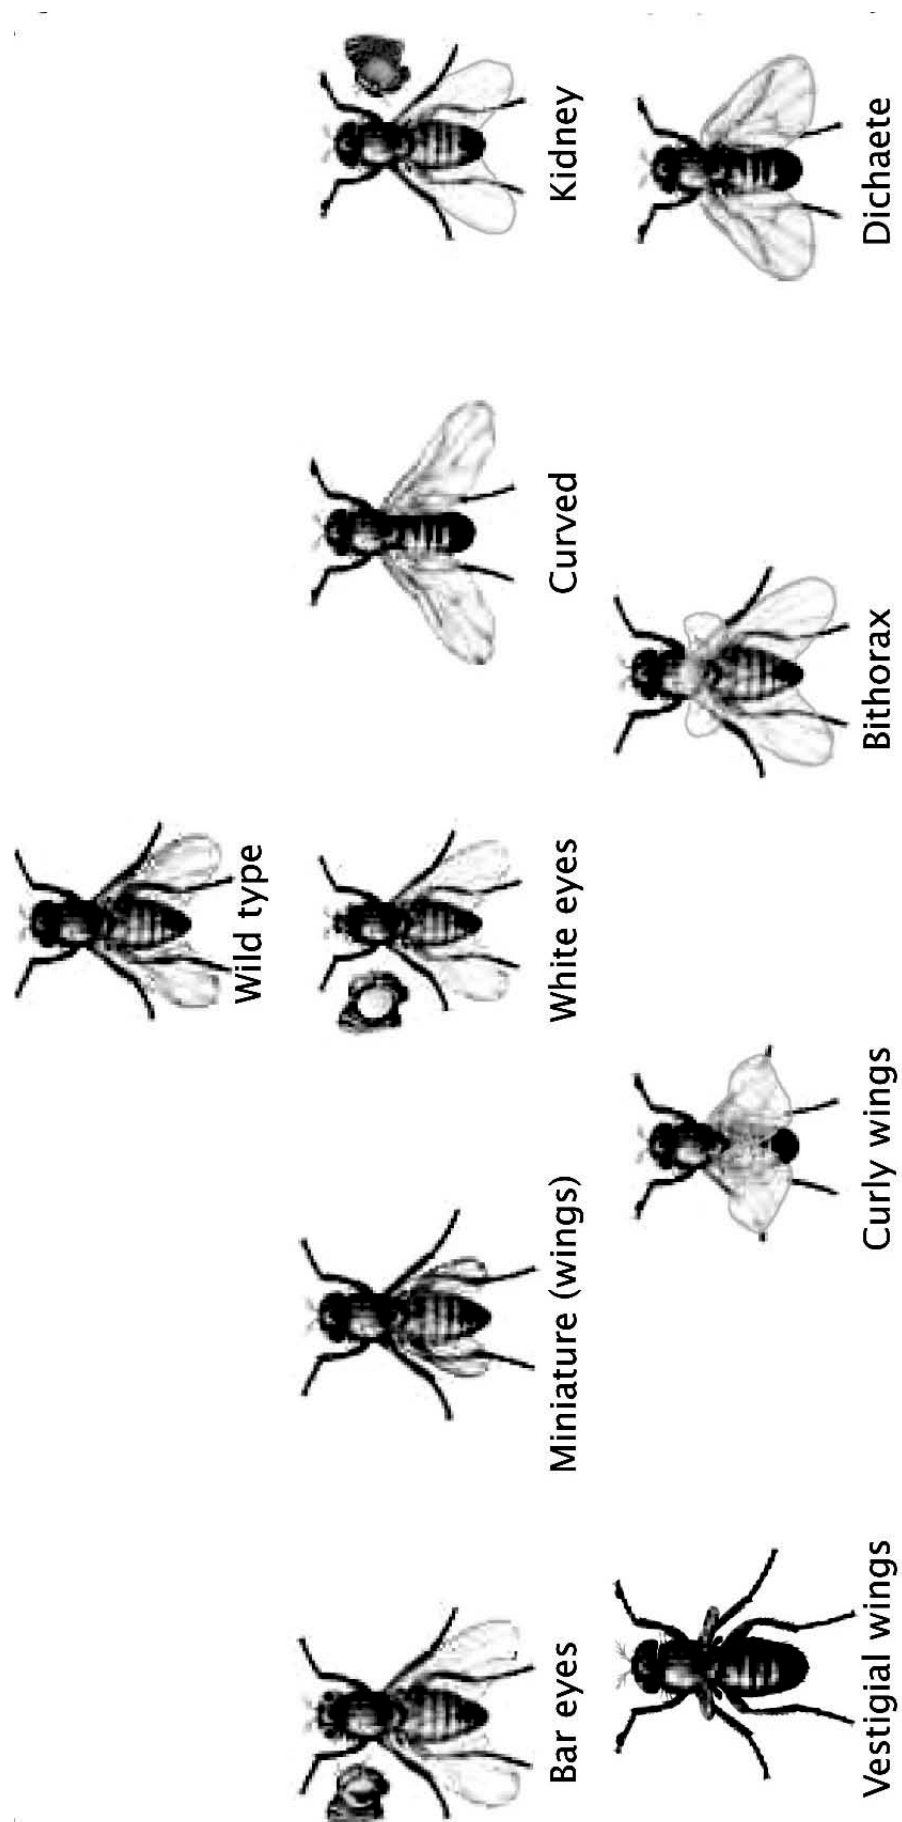 Wild type
Bar eyes
Miniature (wings)
White eyes
Curved
Kidney
Vestigial wings
Curly wings
Bithorax
Dichaete